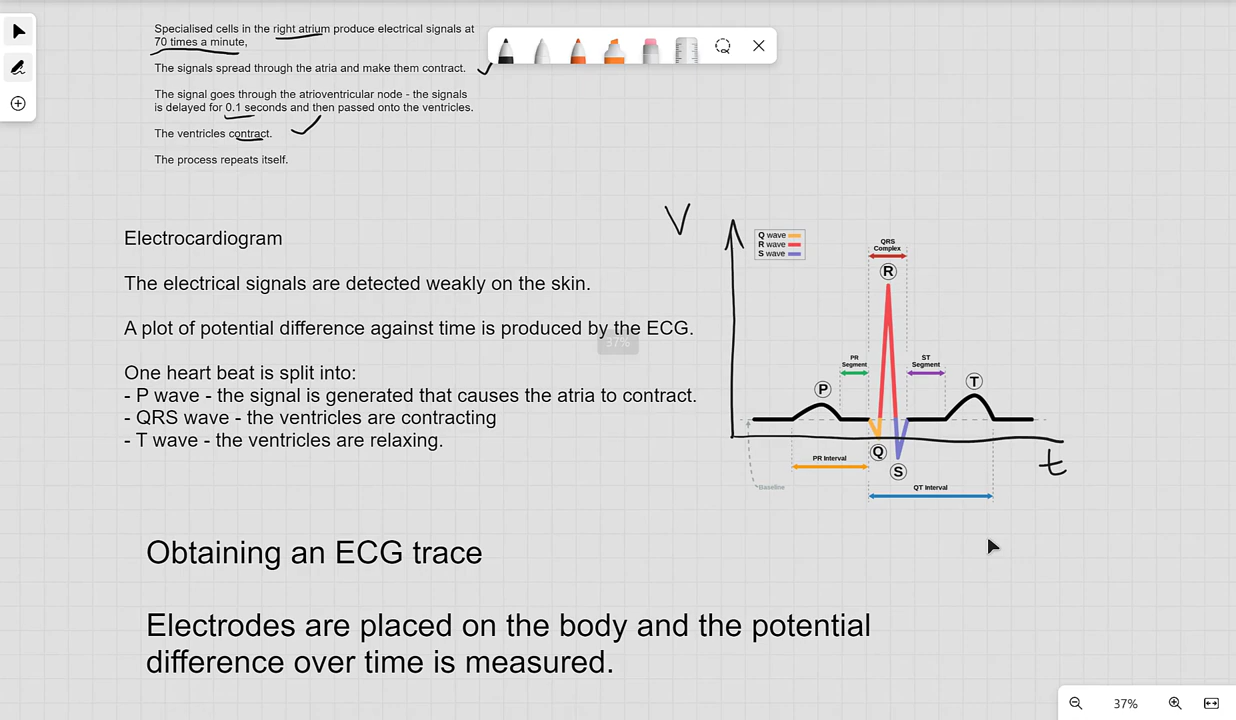 Specialised cells in the right atrium produce electrical signals at
70 times a minute,
The signals spread through the atria and make them contract.
The signal goes through the atrioventricular node - the signals
is delayed for 0.1 seconds and then passed onto the ventricles.
The ventricles contract.
The process repeats itself.
Electrocardiogram
The electrical signals are detected weakly on the skin.
A plot of potential difference against time is produced by the ECG.
37%
One heart beat is split into:
- P wave - the signal is generated that causes the atria to contract.
- QRS wave - the ventricles are contracting
- T wave - the ventricles are relaxing.
V
Q wave
R wave
S wave
QRS
Complex
R
PR
Segment
ST
Segment
P
T
Q
S
PR Interval
t
Baseline
QT Interval
Obtaining an ECG trace
Electrodes are placed on the body and the potential
difference over time is measured.
37%